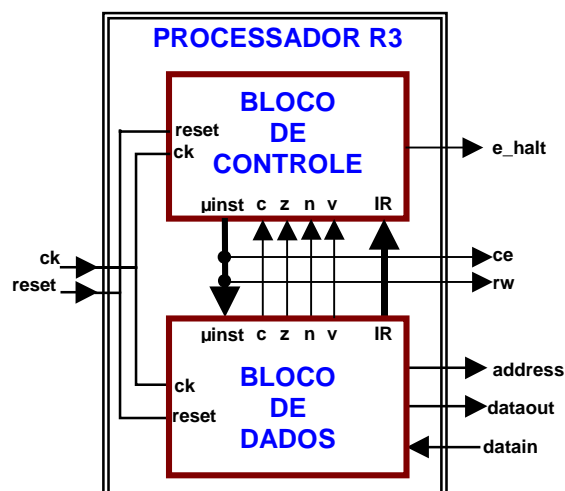 PROCESSADOR R3
BLOCO
DE
CONTROLE
reset
ck
e_halt
µinst c z n v IR
ck
reset
ce
rw
µinst c z n v IR
ck
reset
BLOCO
DE
DADOS
address
dataout
datain